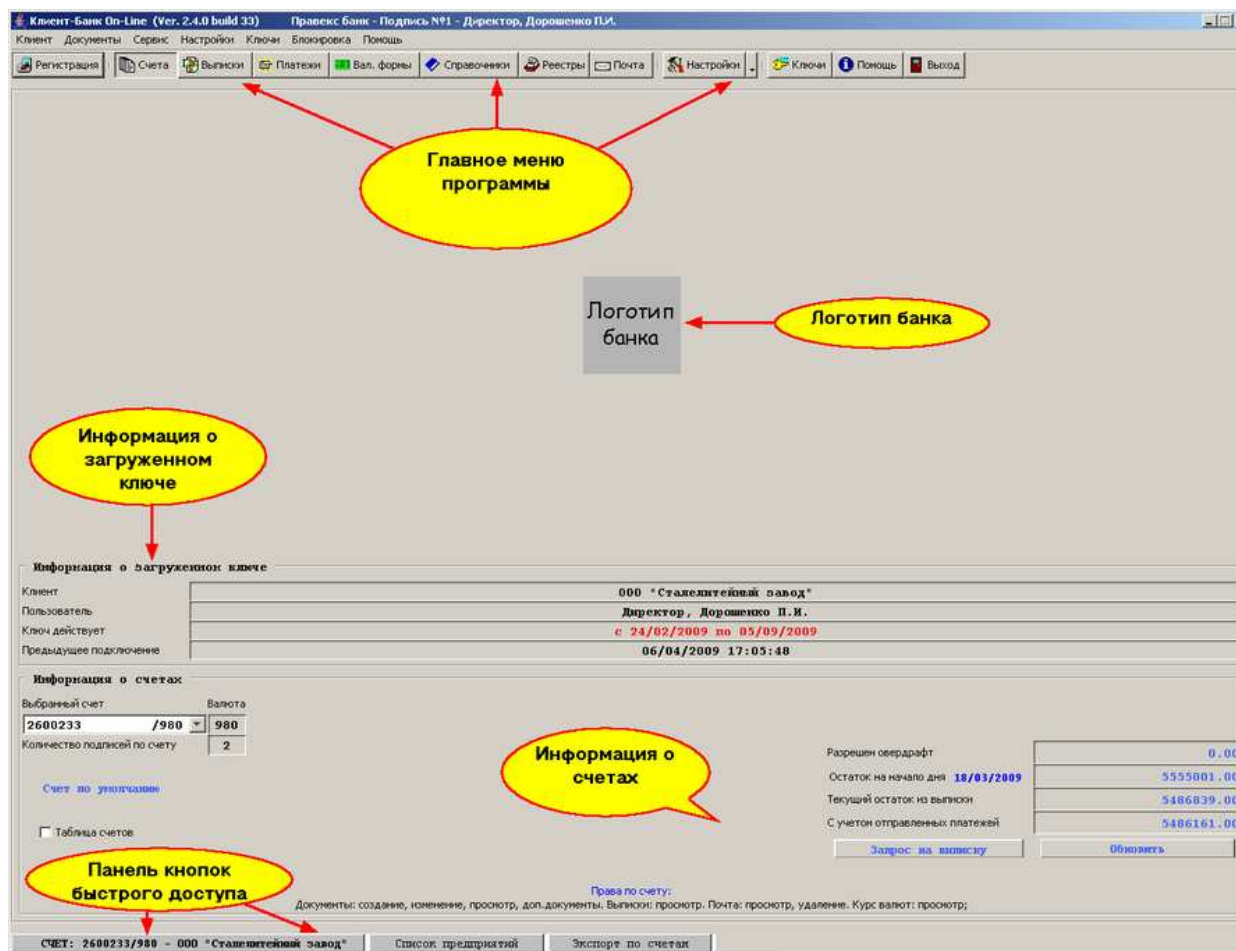 Клиент-Банк On-Line (Ver. 2.4.0 build 33) Правекс банк - Подпись №1 - Директор, Дорошенко П.И.
Клиент Документы Сервис Настройки Ключи Блокировка Помощь
Регистрация Счета Выписки Платежи Вал. формы Справочники Реестры Почта Настройки Ключи Помощь Выход
Главное меню
программы
Логотип
банка
Логотип банка
Информация о
загруженном
ключе
Информация о загруженном ключе
Клиент ООО "Сталелитейный завод"
Пользователь Директор, Дорошенко П.И.
Ключ действует с 24/02/2009 по 05/09/2009
Предыдущее подключение 06/04/2009 17:05:48
Информация о счетах
Выбранный счет Валюта
2600233 /980 980
Количество подписей по счету 2
Счет по умолчанию
Таблица счетов
Информация о
счетах
Разрешен овердрафт 0.00
Остаток на начало дня 18/03/2009 5555001.00
Текущий остаток из выписки 5486839.00
С учетом отправленных платежей 5486161.00
Запрос на выписку Обновить
Панель кнопок
быстрого доступа
Права по счету:
Документы: создание, изменение, просмотр, доп.документы. Выписки: просмотр. Почта: просмотр, удаление. Курс валют: просмотр;
СЧЕТ: 2600233/980 - ООО "Сталелитейный завод" Список предприятий Экспорт по счетам